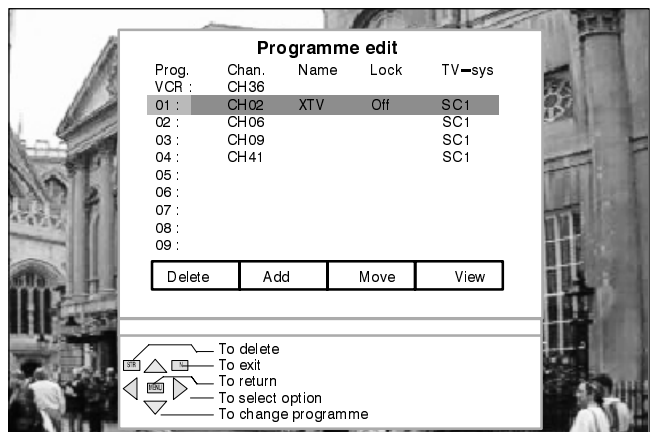 Programme edit
Prog. Chan. Name Lock TV-sys
VCR : CH36
01 : CH02 XTV Off SC1
02 : CH06 SC1
03 : CH09 SC1
04 : CH41 SC1
05 :
06 :
07 :
08 :
09 :
Delete Add Move View
To delete
STR N To exit
MENU To return
To select option
To change programme